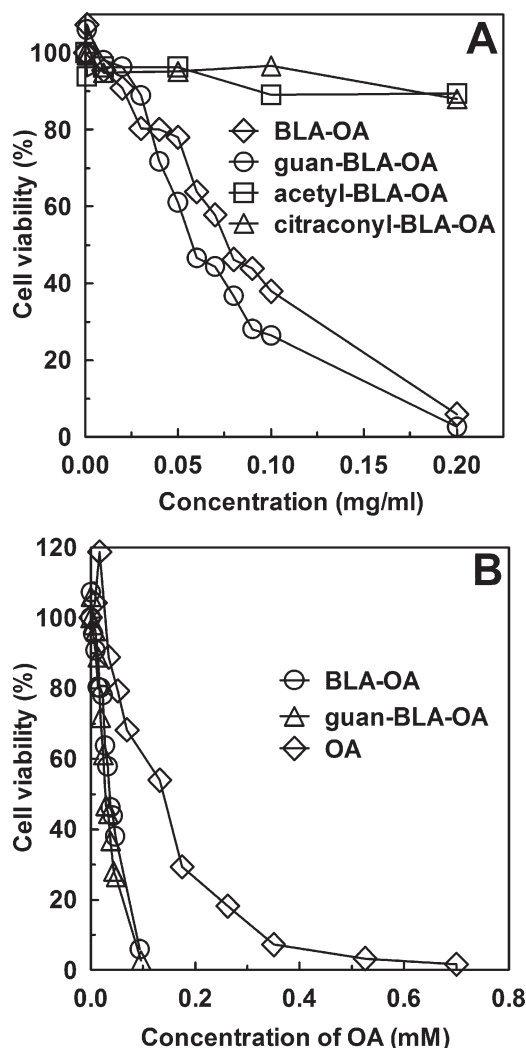 A
Cell viability (%)
100
80
60
40
20
0
BLA-OA
guan-BLA-OA
acetyl-BLA-OA
citraconyl-BLA-OA
0.00 0.05 0.10 0.15 0.20
Concentration (mg/ml)
B
Cell viability (%)
120
100
80
60
40
20
0
BLA-OA
guan-BLA-OA
OA
0.0 0.2 0.4 0.6 0.8
Concentration of OA (mM)